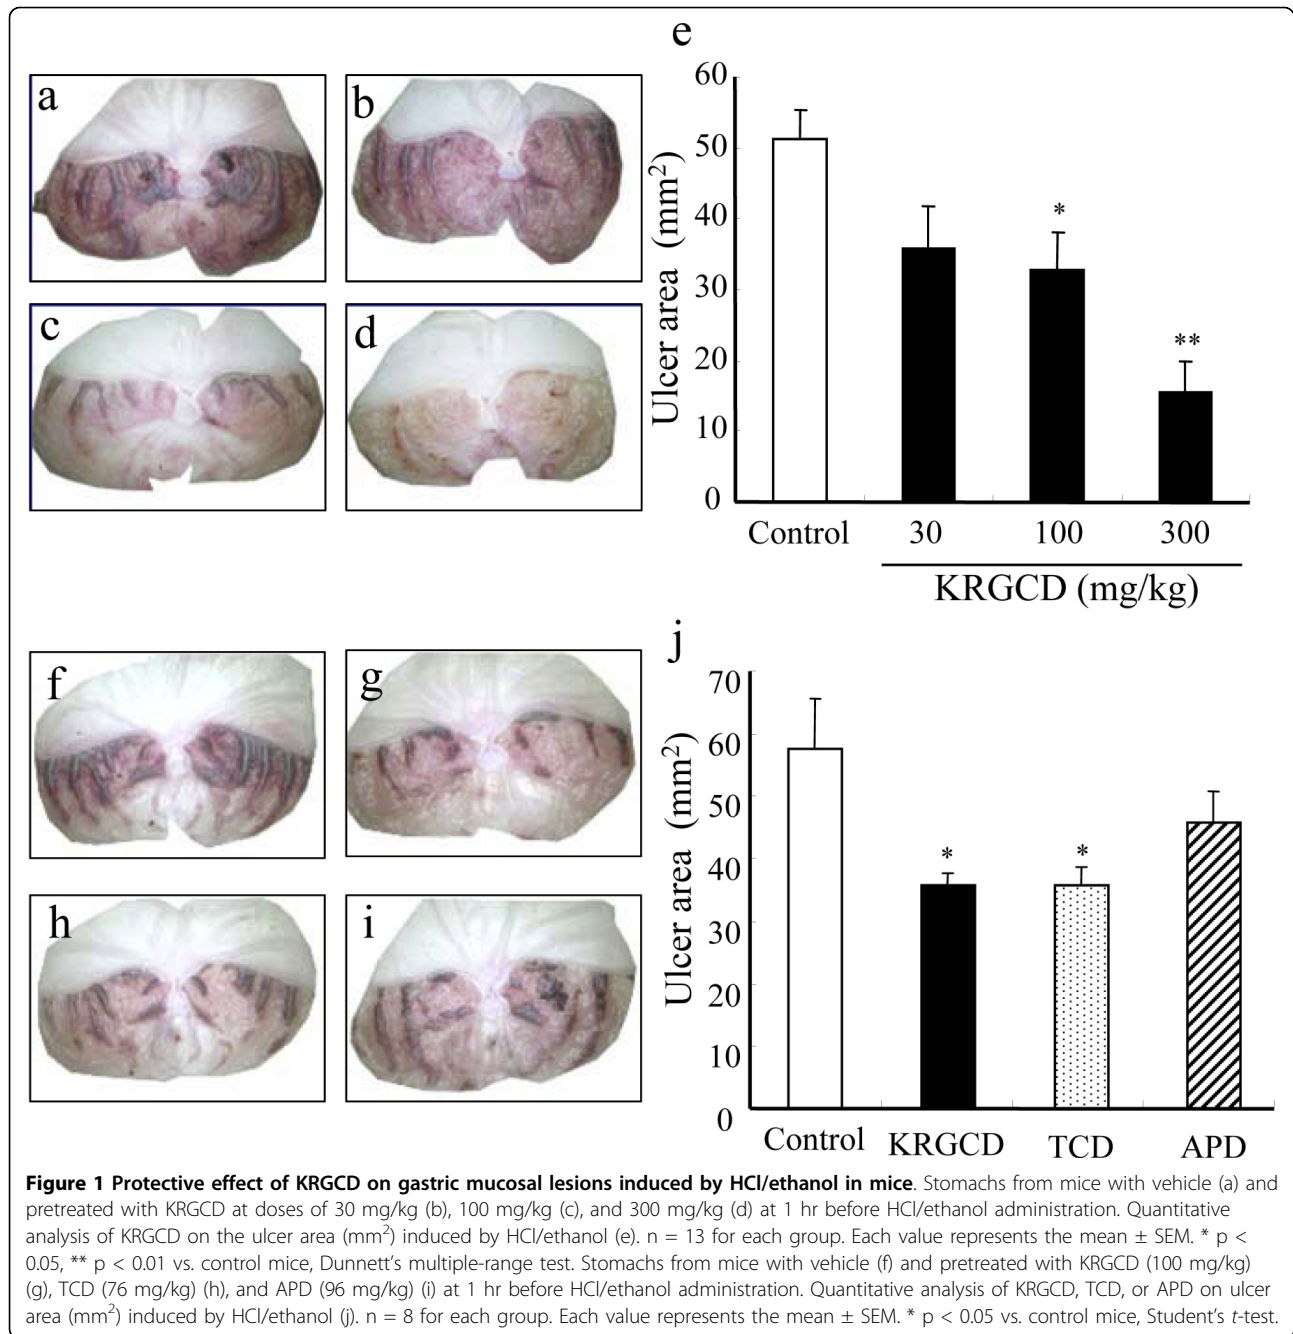 a
b
c
d
e
60
50
40
30
20
10
0
Ulcer area (mm²)
*
**
Control 30 100 300
KRGCD (mg/kg)
f
g
h
i
j
70
60
50
40
30
20
10
0
Ulcer area (mm²)
* *
Control KRGCD TCD APD
Figure 1 Protective effect of KRGCD on gastric mucosal lesions induced by HCl/ethanol in mice. Stomachs from mice with vehicle (a) and
pretreated with KRGCD at doses of 30 mg/kg (b), 100 mg/kg (c), and 300 mg/kg (d) at 1 hr before HCl/ethanol administration. Quantitative
analysis of KRGCD on the ulcer area (mm²) induced by HCl/ethanol (e). n = 13 for each group. Each value represents the mean ± SEM. * p <
0.05, ** p < 0.01 vs. control mice, Dunnett's multiple-range test. Stomachs from mice with vehicle (f) and pretreated with KRGCD (100 mg/kg)
(g), TCD (76 mg/kg) (h), and APD (96 mg/kg) (i) at 1 hr before HCl/ethanol administration. Quantitative analysis of KRGCD, TCD, or APD on ulcer
area (mm²) induced by HCl/ethanol (j). n = 8 for each group. Each value represents the mean ± SEM. * p < 0.05 vs. control mice, Student's t-test.